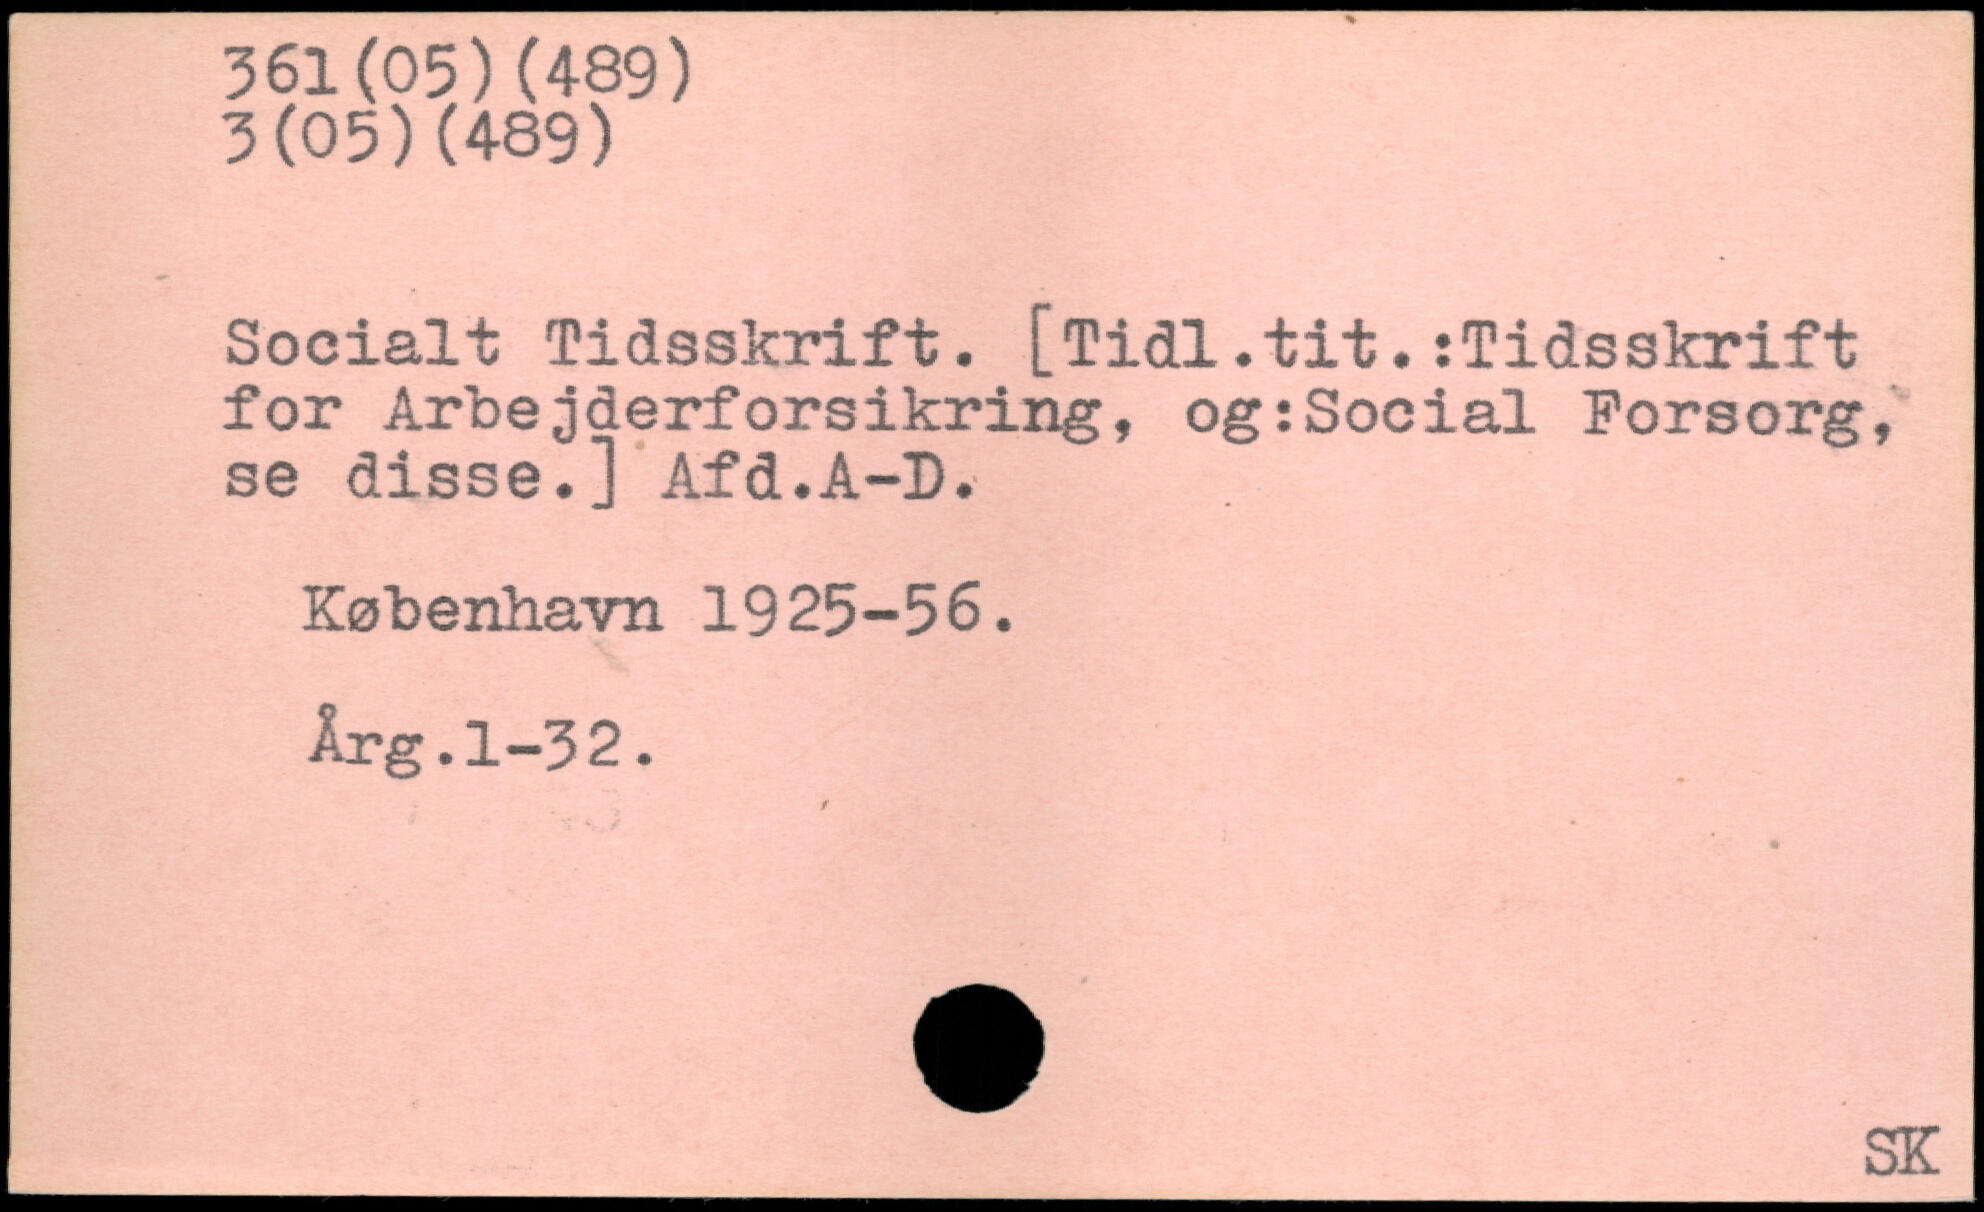 361(05)(489)
3(05)(489)
Socialt Tidsskrift. [Tidl.tit.:Tidsskrift
for Arbejderforsikring, og:Social Forsorg,
se disse.] Afd.A-D.
København 1925-56.
Årg.1-32.
SK